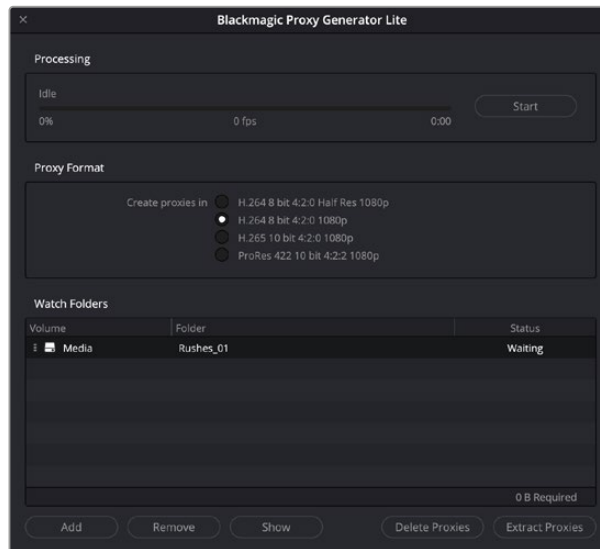 Blackmagic Proxy Generator Lite
Processing
Idle
Start
0% 0 fps 0:00
Proxy Format
Create proxies in H.264 8 bit 4:2:0 Half Res 1080p
H.264 8 bit 4:2:0 1080p
H.265 10 bit 4:2:0 1080p
ProRes 422 10 bit 4:2:2 1080p
Watch Folders
Volume Folder Status
Media Rushes_01 Waiting
0 B Required
Add Remove Show Delete Proxies Extract Proxies